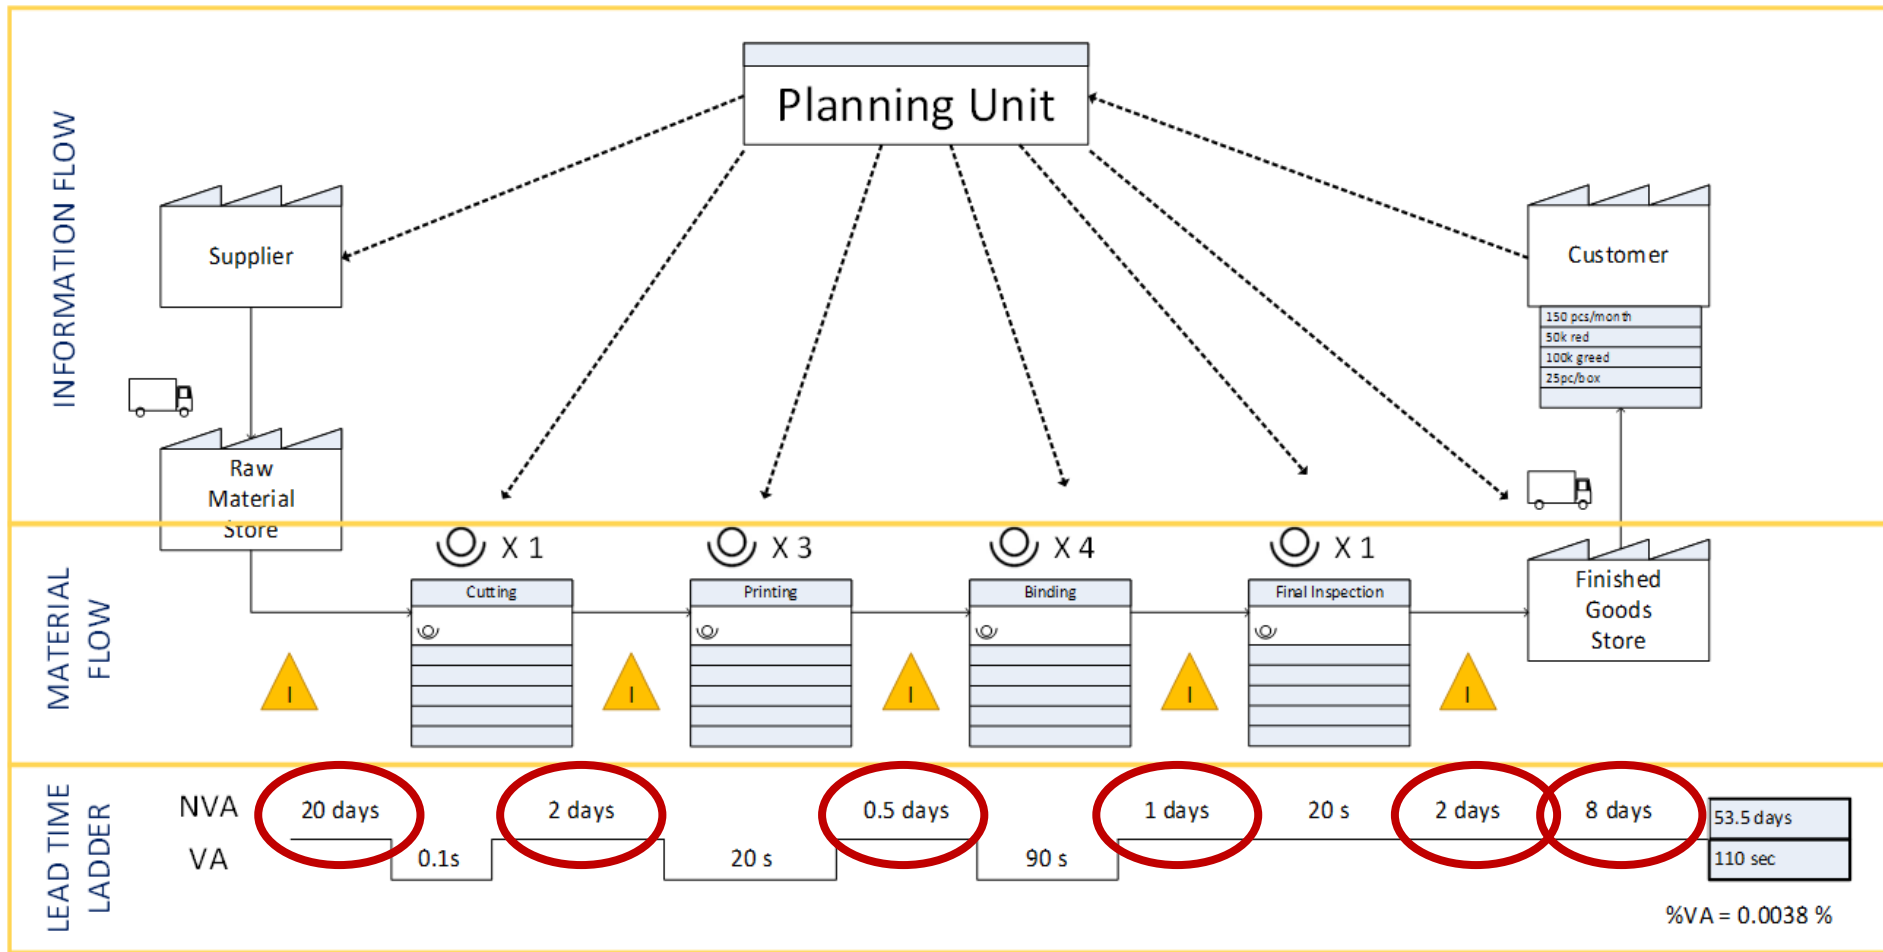 INFORMATION FLOW
Planning Unit
Supplier
Customer
150 pcs/month
50k red
100k greed
25pc/box
Raw
Material
Store
MATERIAL
FLOW
X 1
X 3
X 4
X 1
Cutting
Printing
Binding
Final Inspection
Finished
Goods
Store
I
I
I
I
I
LEAD TIME
LADDER
NVA
20 days
2 days
0.5 days
1 days
20 s
2 days
8 days
53.5 days
VA
0.1s
20 s
90 s
110 sec
%VA = 0.0038 %